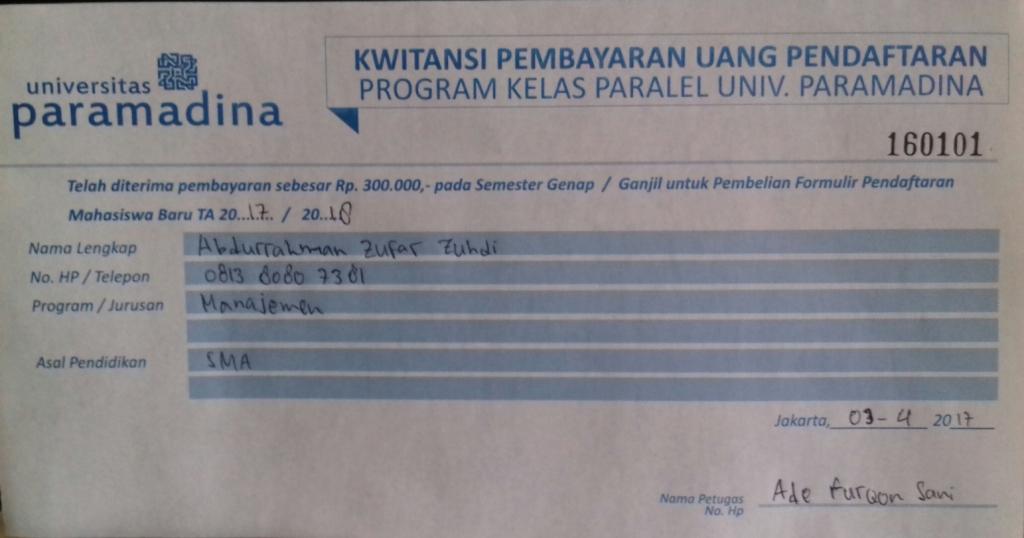 universitas
paramadina
KWITANSI PEMBAYARAN UANG PENDAFTARAN
PROGRAM KELAS PARALEL UNIV. PARAMADINA
160101
Telah diterima pembayaran sebesar Rp. 300.000,- pada Semester Genap / Ganjil untuk Pembelian Formulir Pendaftaran
Mahasiswa Baru TA 20..17.. / 20..18
Nama Lengkap Abdurrahman Zufar Zuhdi
No. HP / Telepon 0813 8080 7381
Program / Jurusan Manajemen
Asal Pendidikan SMA
Jakarta, 03-4 2017
Nama Petugas Ade Furqon Sani
No. Hp